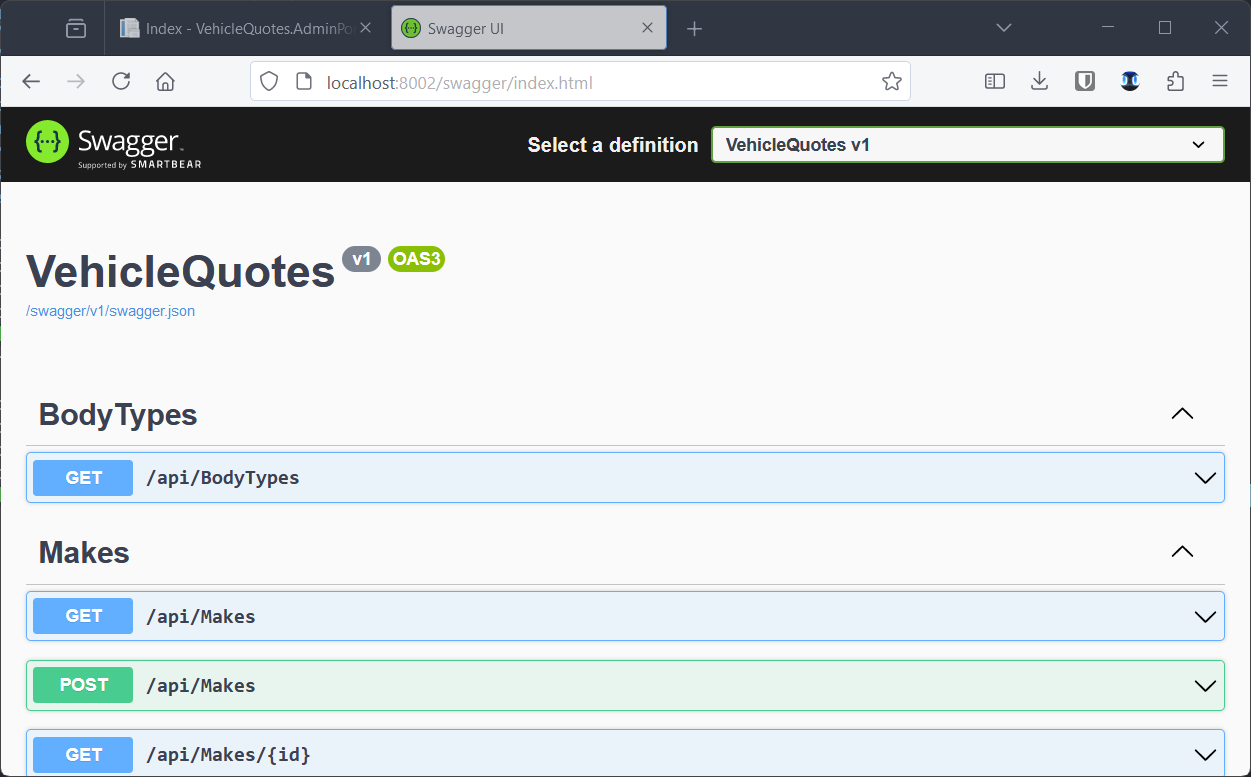 Index - VehicleQuotes.AdminPo
Swagger UI
localhost:8002/swagger/index.html
Swagger
Supported by SMARTBEAR
Select a definition
VehicleQuotes v1
VehicleQuotes v1 OAS3
/swagger/v1/swagger.json
BodyTypes
GET /api/BodyTypes
Makes
GET /api/Makes
POST /api/Makes
GET /api/Makes/{id}